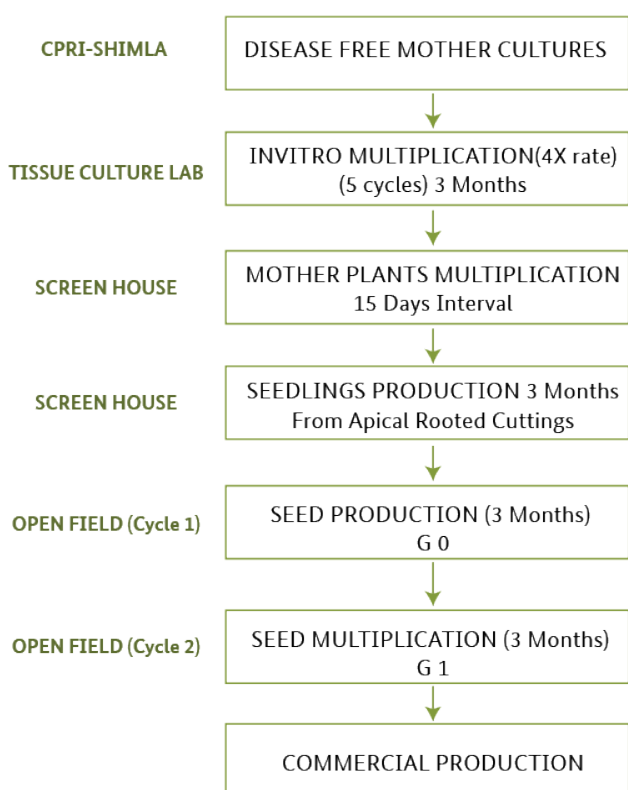 CPRI-SHIMLA
DISEASE FREE MOTHER CULTURES
TISSUE CULTURE LAB
INVITRO MULTIPLICATION(4X rate)
(5 cycles) 3 Months
SCREEN HOUSE
MOTHER PLANTS MULTIPLICATION
15 Days Interval
SCREEN HOUSE
SEEDLINGS PRODUCTION 3 Months
From Apical Rooted Cuttings
OPEN FIELD (Cycle 1)
SEED PRODUCTION (3 Months)
G 0
OPEN FIELD (Cycle 2)
SEED MULTIPLICATION (3 Months)
G 1
COMMERCIAL PRODUCTION